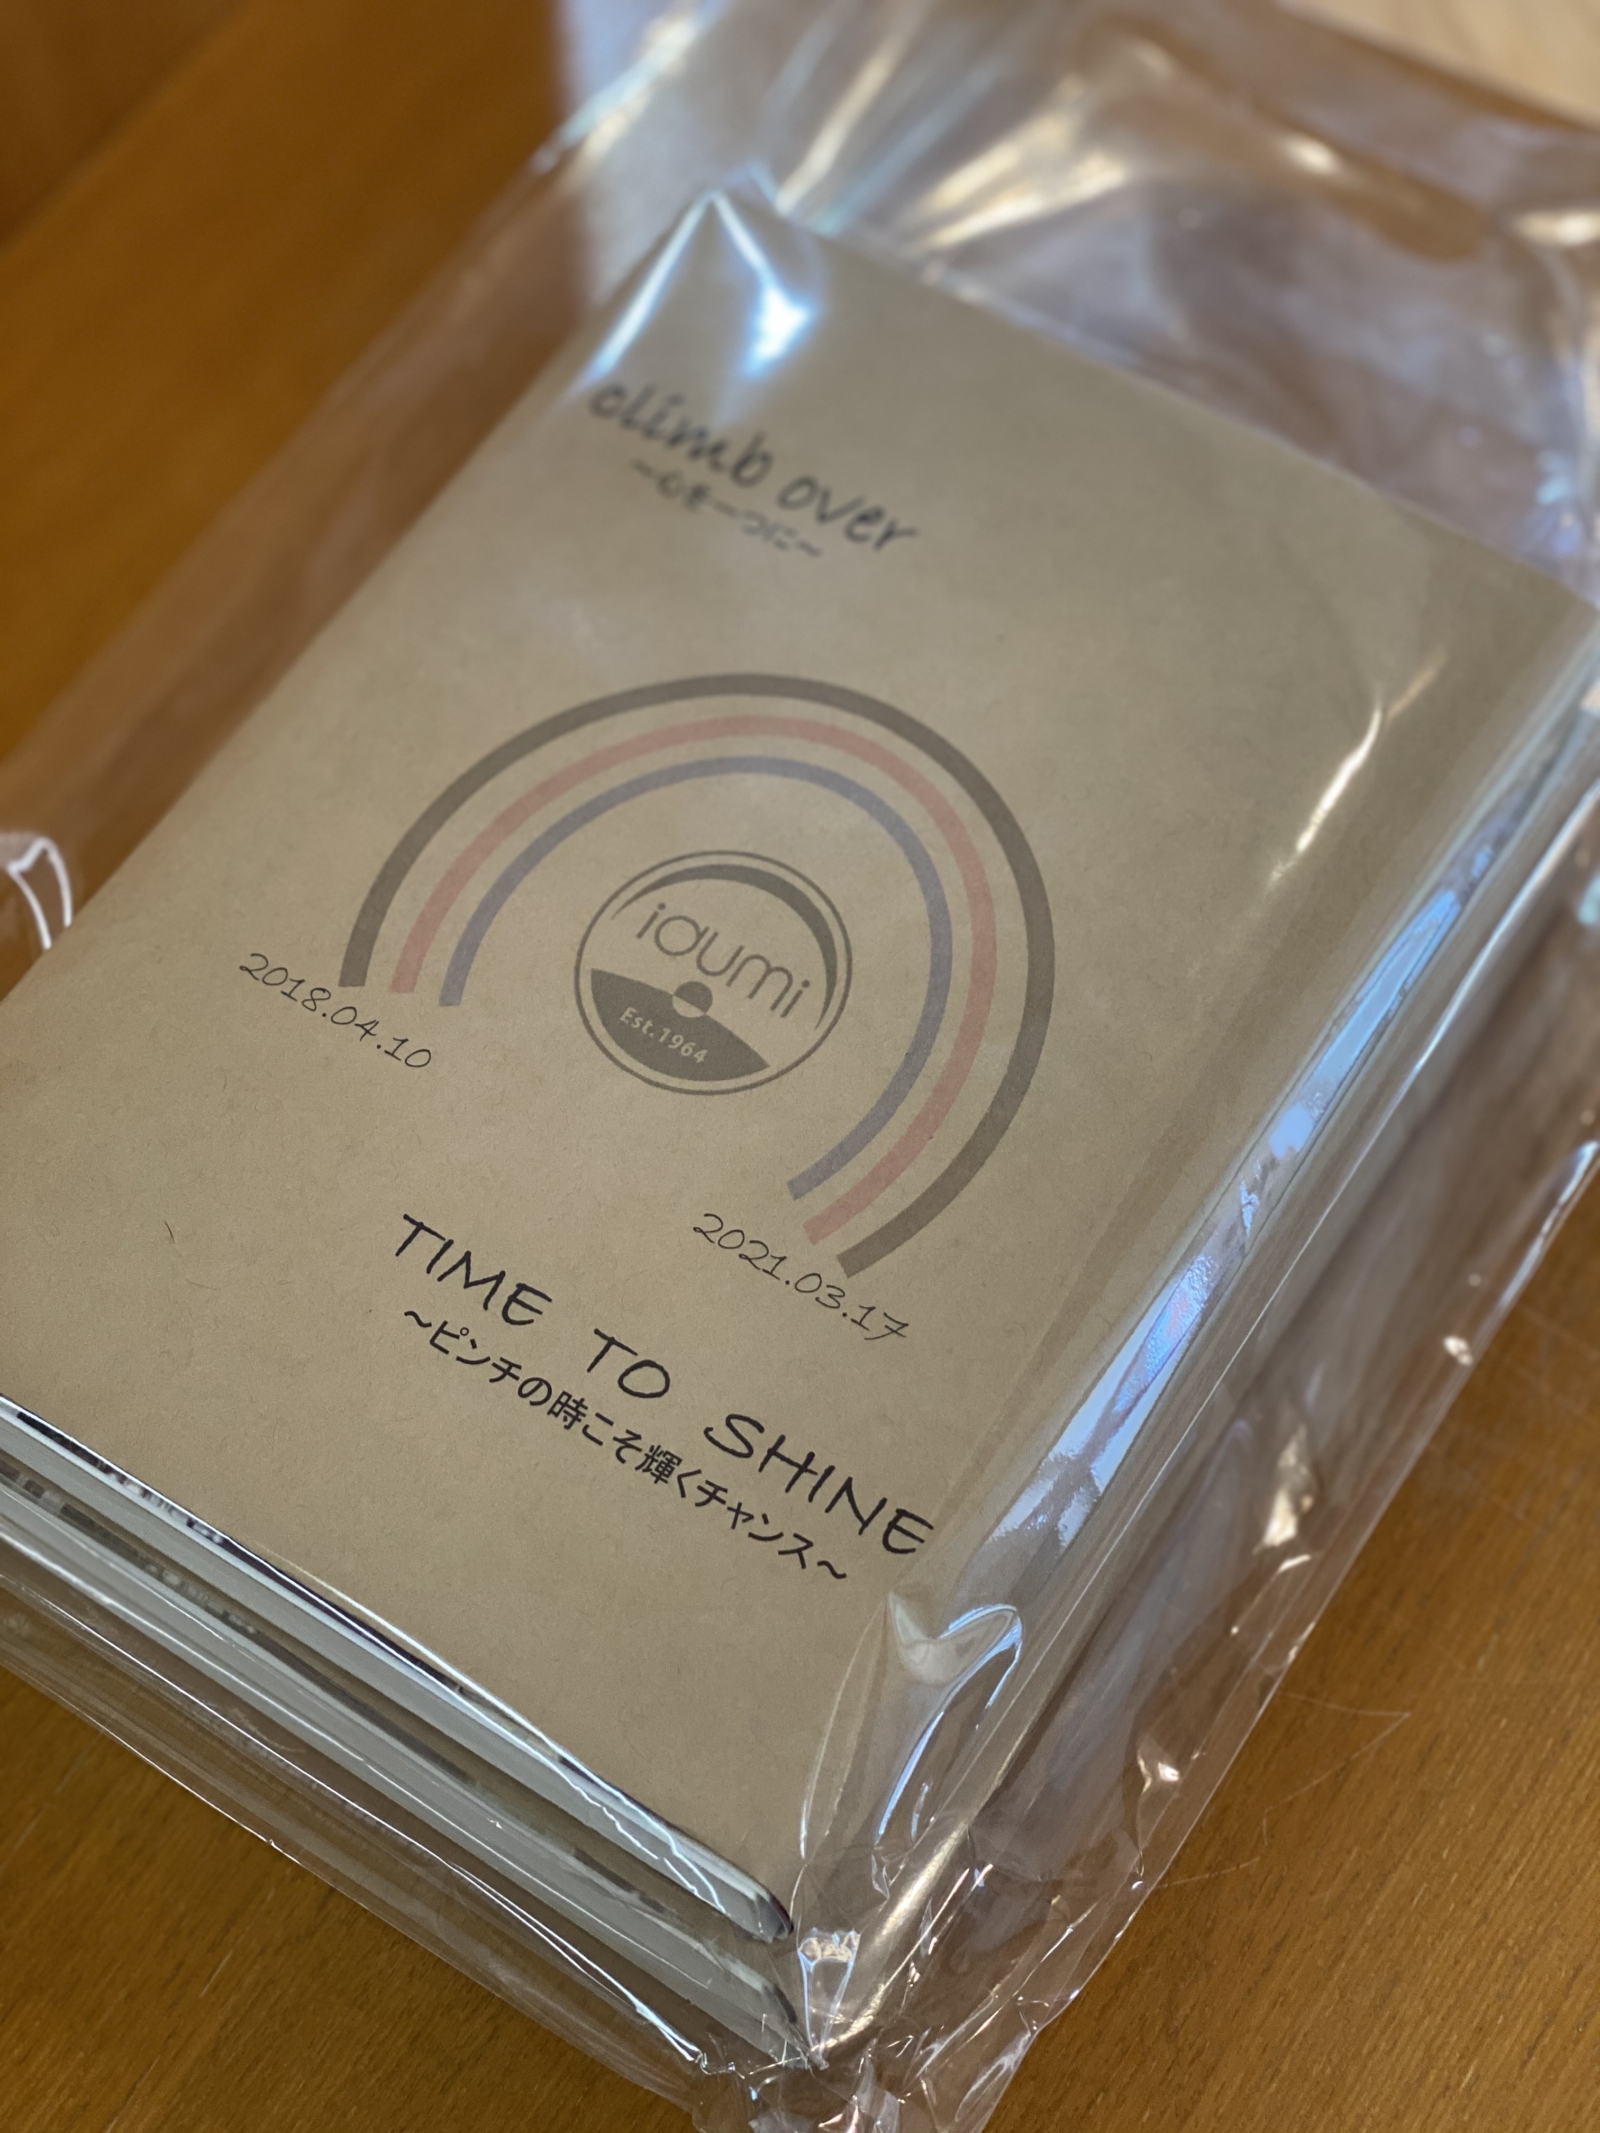 climb over
～心を一つに～
iaumi
Est.1964
2018.04.10
2021.03.17
TIME TO SHINE
～ピンチの時こそ輝くチャンス～